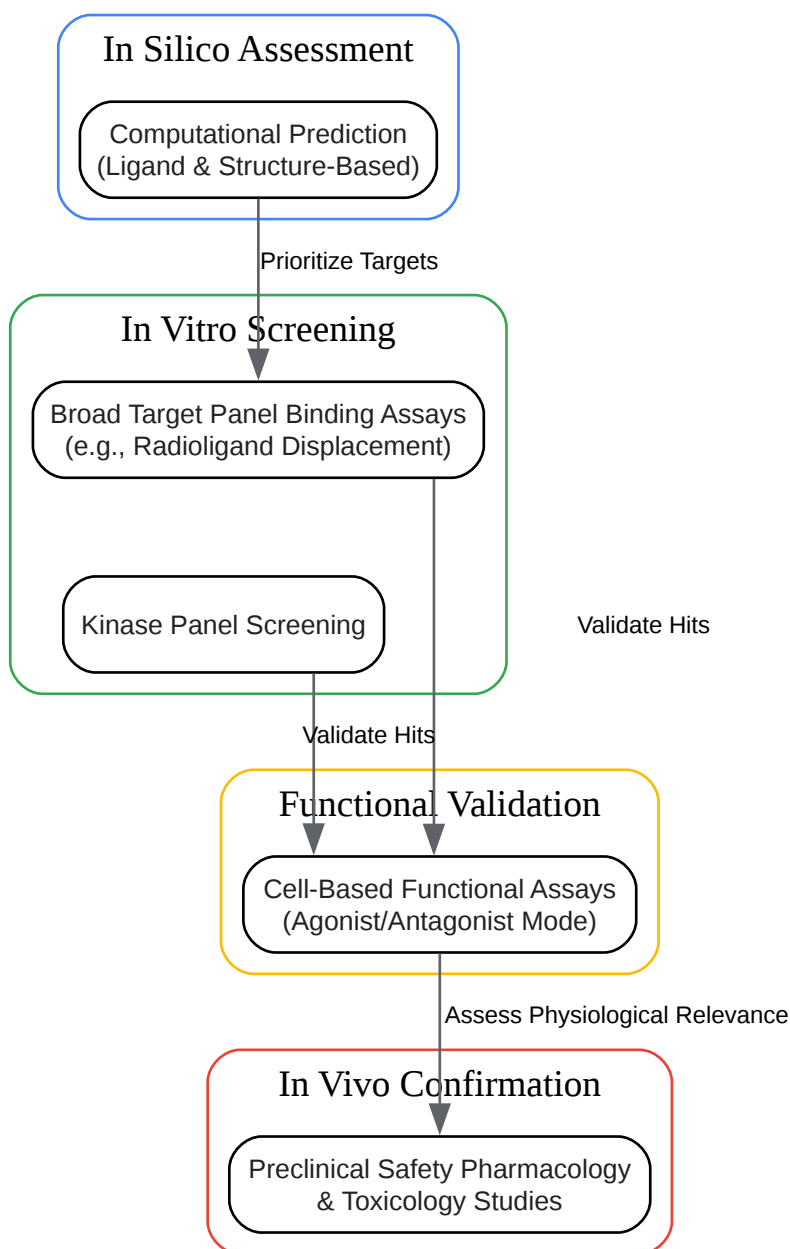 In Silico Assessment
Computational Prediction
(Ligand & Structure-Based)
Prioritize Targets
In Vitro Screening
Broad Target Panel Binding Assays
(e.g., Radioligand Displacement)
Kinase Panel Screening
Validate Hits
Validate Hits
Functional Validation
Cell-Based Functional Assays
(Agonist/Antagonist Mode)
Assess Physiological Relevance
In Vivo Confirmation
Preclinical Safety Pharmacology
& Toxicology Studies